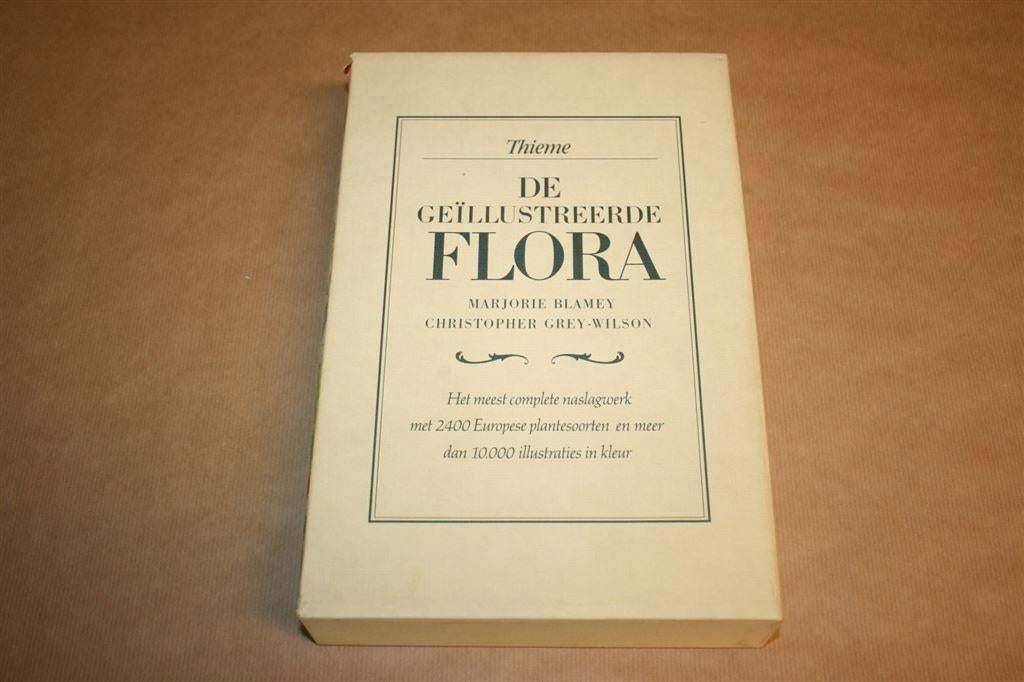 Thieme
DE
GEÏLLUSTREERDE
FLORA
MARJORIE BLAMEY
CHRISTOPHER GREY-WILSON
Het meest complete naslagwerk
met 2400 Europese plantesoorten en meer
dan 10.000 illustraties in kleur